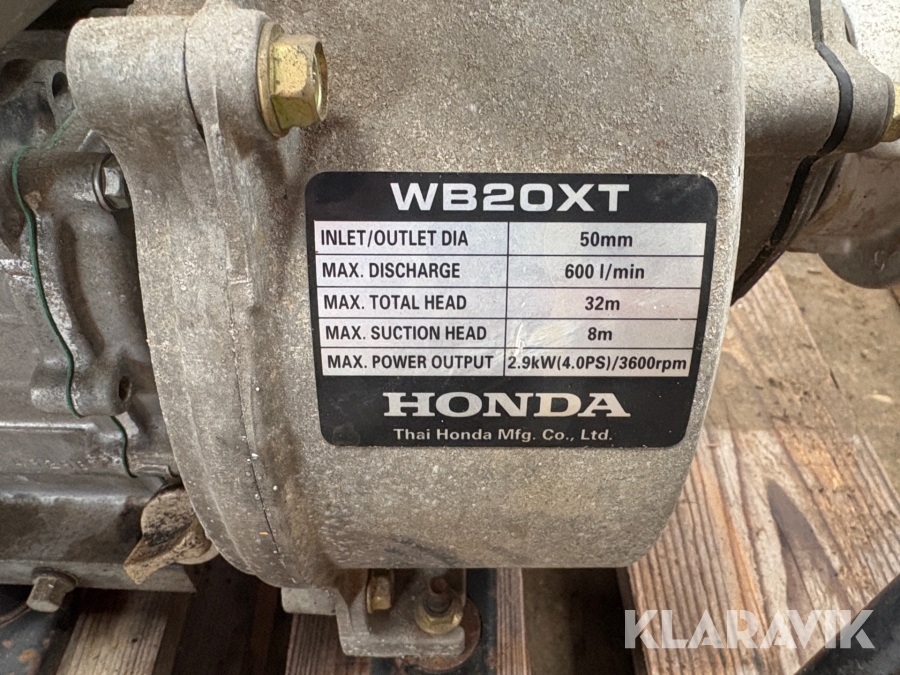 WB20XT
INLET/OUTLET DIA 50mm
MAX. DISCHARGE 600 l/min
MAX. TOTAL HEAD 32m
MAX. SUCTION HEAD 8m
MAX. POWER OUTPUT 2.9kW(4.0PS)/3600rpm
HONDA
Thai Honda Mfg. Co., Ltd.
KLARAVIK